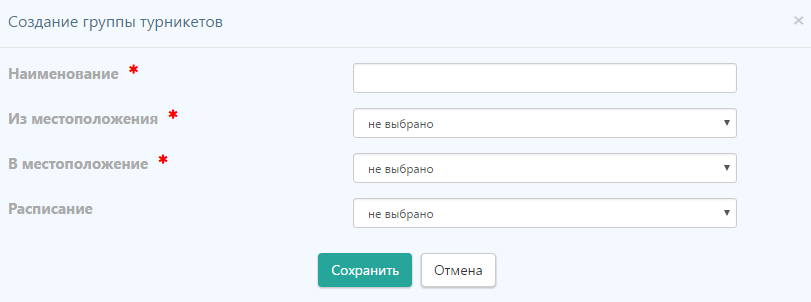 Создание группы турникетов ×
Наименование *
Из местоположения * не выбрано
В местоположение * не выбрано
Расписание не выбрано
Сохранить Отмена